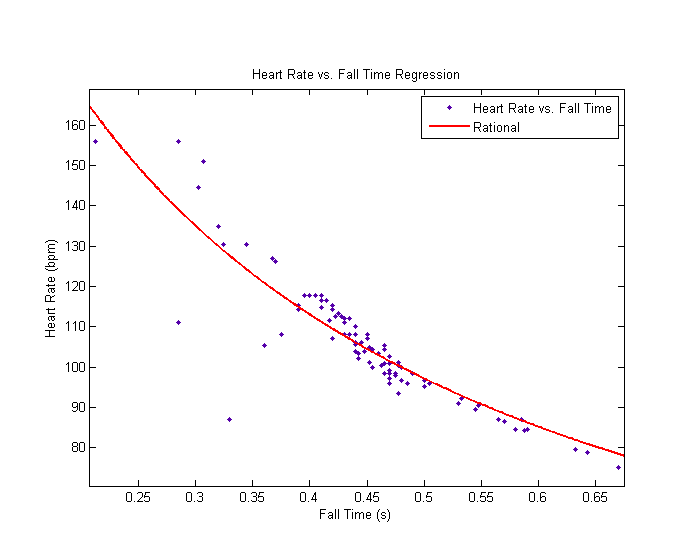 Heart Rate vs. Fall Time Regression
Heart Rate vs. Fall Time
Rational
160
150
140
130
120
110
100
90
80
Heart Rate (bpm)
0.25 0.3 0.35 0.4 0.45 0.5 0.55 0.6 0.65
Fall Time (s)